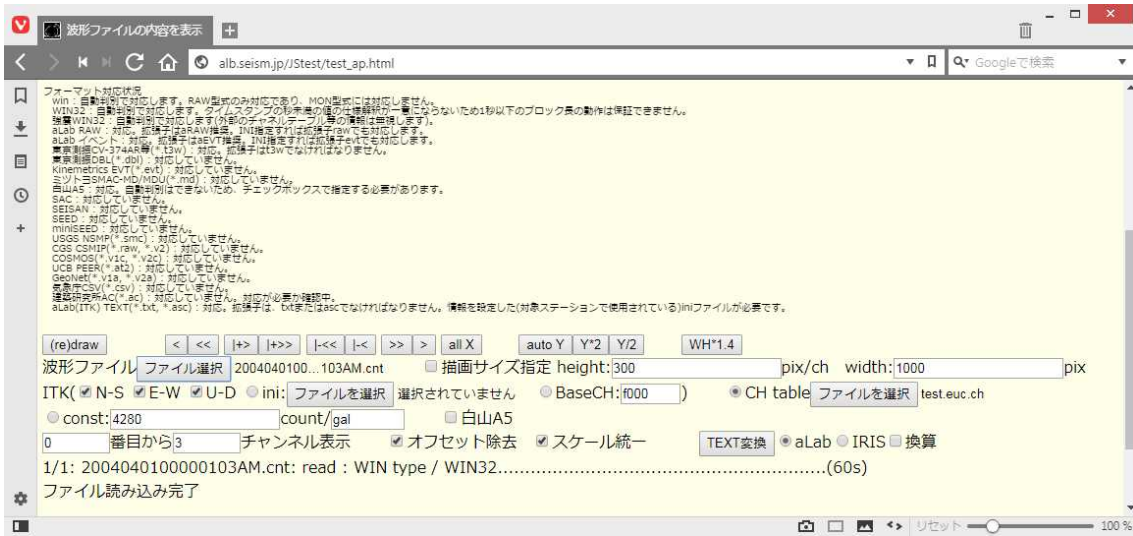 波形ファイルの内容を表示
alb.seism.jp/JStest/test_ap.html
Googleで検索
フォーマット対応状況
win : 自動判別で対応します。RAW型式のみ対応であり、MON型式には対応しません。
WIN32 : 自動判別で対応します。タイムスタンプの秒未満の値の仕様解釈が一意にならないため1秒以下のブロック長の動作は保証できません。
強震WIN32 : 自動判別で対応します(外部のチャネルテーブル等の情報は無視します)。
aLab RAW : 対応。拡張子はaRAW推奨。INI指定すれば拡張子rawでも対応します。
aLab イベント : 対応。拡張子はaEVT推奨。INI指定すれば拡張子evtでも対応します。
東京測振CV-374AR等(*.t3w) : 対応。拡張子はt3wでなければなりません。
東京測振DBL(*.dbl) : 対応していません。
Kinemetrics EVT(*.evt) : 対応していません。
ミツトヨSMAC-MD/MDU(*.md) : 対応していません。
白山A5 : 対応。自動判別はできないため、チェックボックスで指定する必要があります。
SAC : 対応していません。
SEISAN : 対応していません。
SEED : 対応していません。
miniSEED : 対応していません。
USGS NSMP(*.smc) : 対応していません。
CGS CSMIP(*.raw, *.v2) : 対応していません。
COSMOS(*.v1c, *.v2c) : 対応していません。
UCB PEER(*.at2) : 対応していません。
GeoNet(*.v1a, *.v2a) : 対応していません。
気象庁CSV(*.csv) : 対応していません。
建築研究所AC(*.ac) : 対応していません。対応が必要か確認中。
aLab(ITK) TEXT(*.txt, *.asc) : 対応。拡張子は、txtまたはascでなければなりません。情報を設定した(対象ステーションで使用されている)iniファイルが必要です。
(re)draw < << |+> |+>> |-<< |-< >> > all X auto Y Y*2 Y/2 WH*1.4
波形ファイル ファイル選択 2004040100...103AM.cnt 描画サイズ指定 height: 300 pix/ch width: 1000 pix
ITK( N-S E-W U-D ini: ファイルを選択 選択されていません BaseCH: f000 ) CH table ファイルを選択 test.euc.ch
const: 4280 count/ gal 白山A5
0 番目から 3 チャンネル表示 オフセット除去 スケール統一 TEXT変換 aLab IRIS 換算
1/1: 2004040100000103AM.cnt: read : WIN type / WIN32............................................................(60s)
ファイル読み込み完了
リセット 100 %